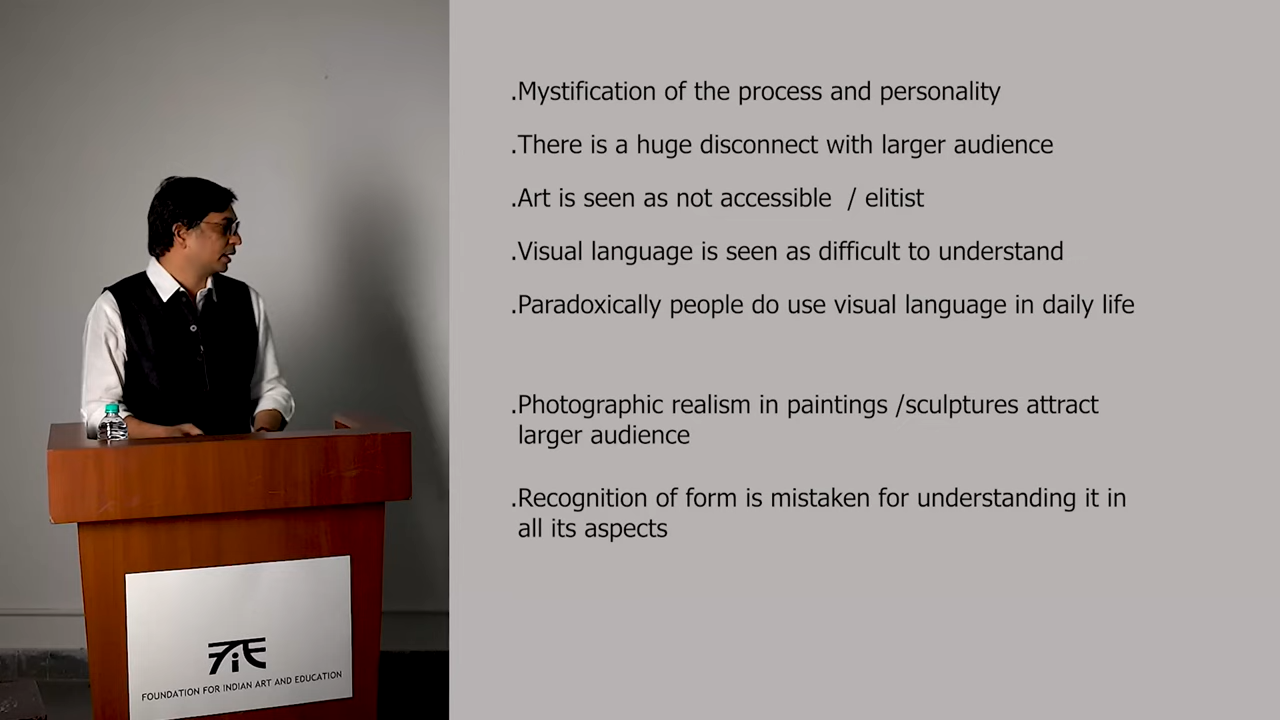 .Mystification of the process and personality
.There is a huge disconnect with larger audience
.Art is seen as not accessible / elitist
.Visual language is seen as difficult to understand
.Paradoxically people do use visual language in daily life
.Photographic realism in paintings /sculptures attract
larger audience
.Recognition of form is mistaken for understanding it in
all its aspects
FiE
FOUNDATION FOR INDIAN ART AND EDUCATION